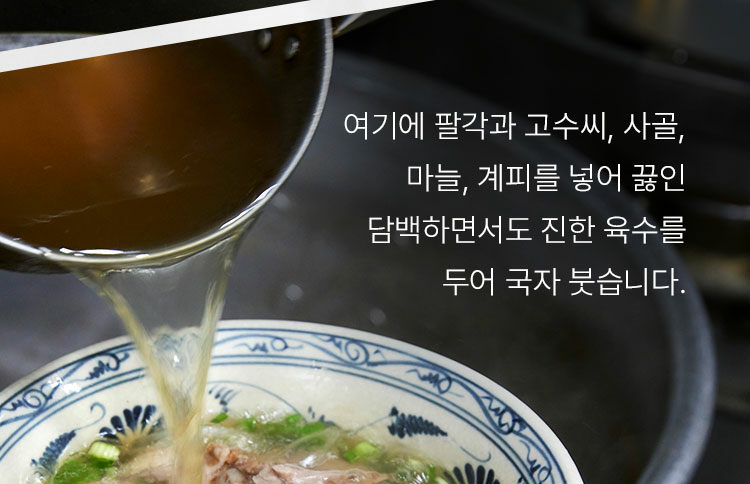 여기에 팔각과 고수씨, 사골,
마늘, 계피를 넣어 끓인
담백하면서도 진한 육수를
두어 국자 붓습니다.